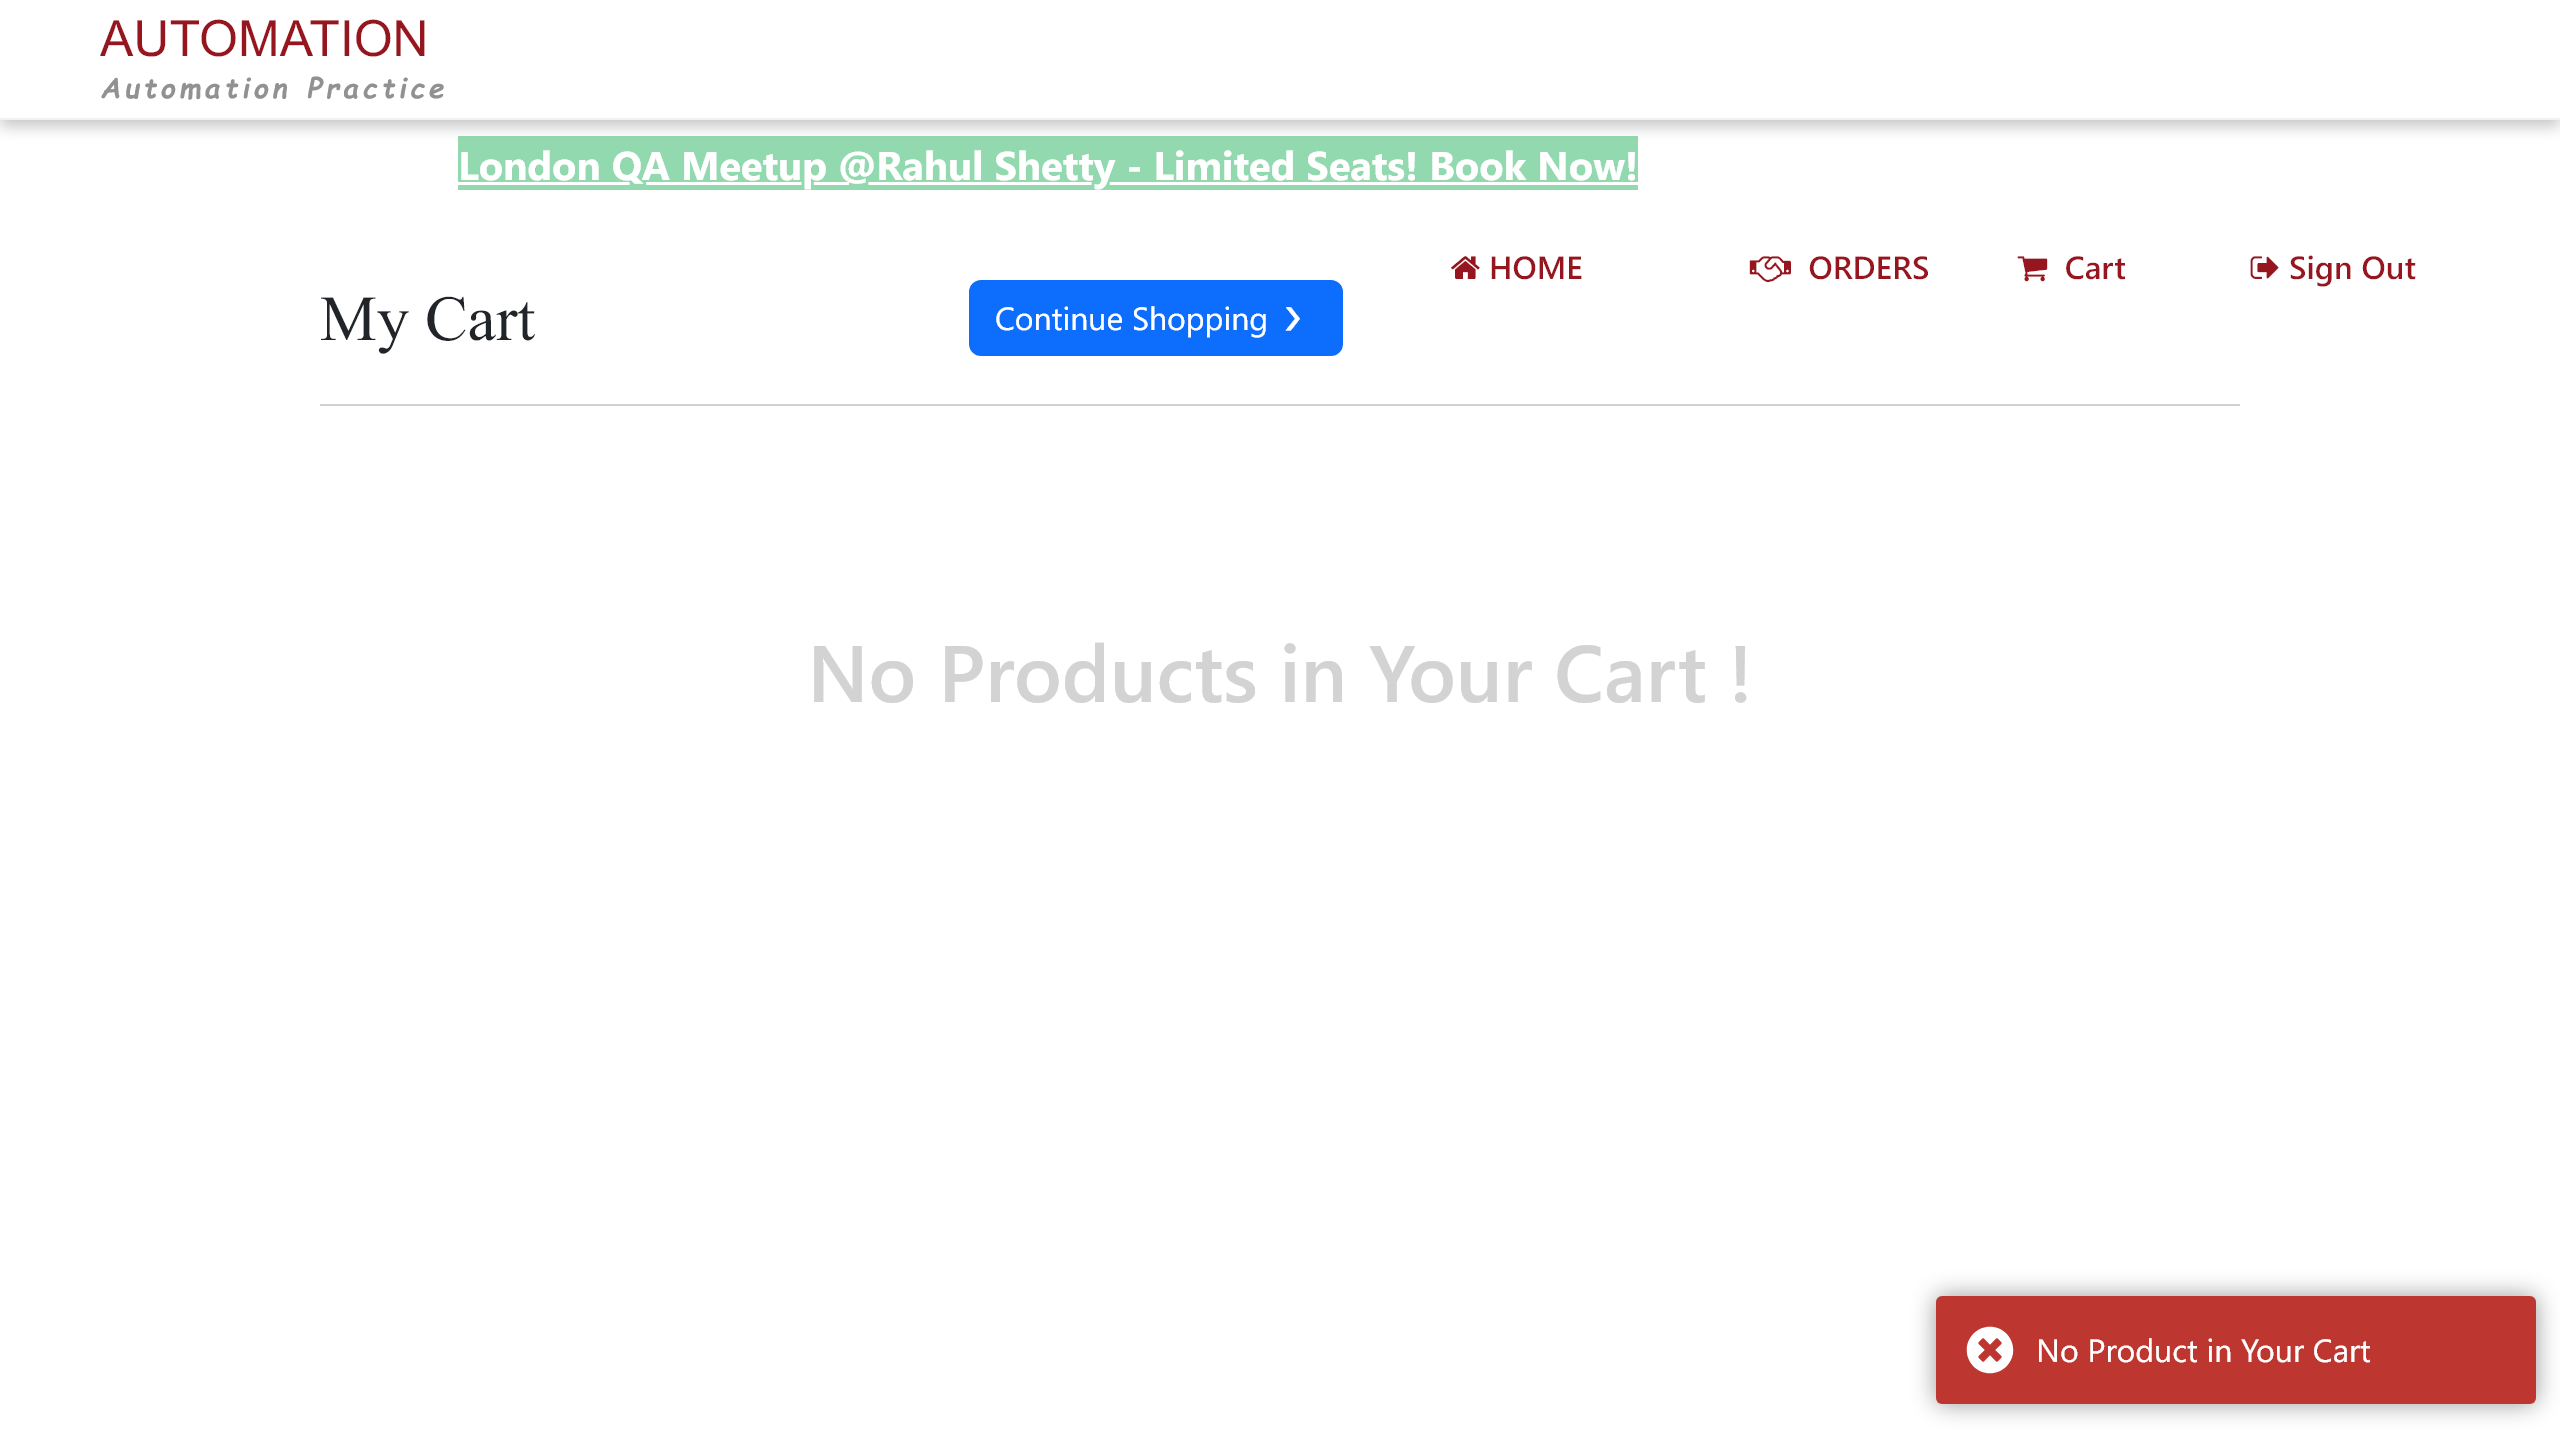 AUTOMATION
Automation Practice
London QA Meetup @Rahul Shetty - Limited Seats! Book Now!
HOME
ORDERS
Cart
Sign Out
My Cart
Continue Shopping ❯
No Products in Your Cart !
No Product in Your Cart